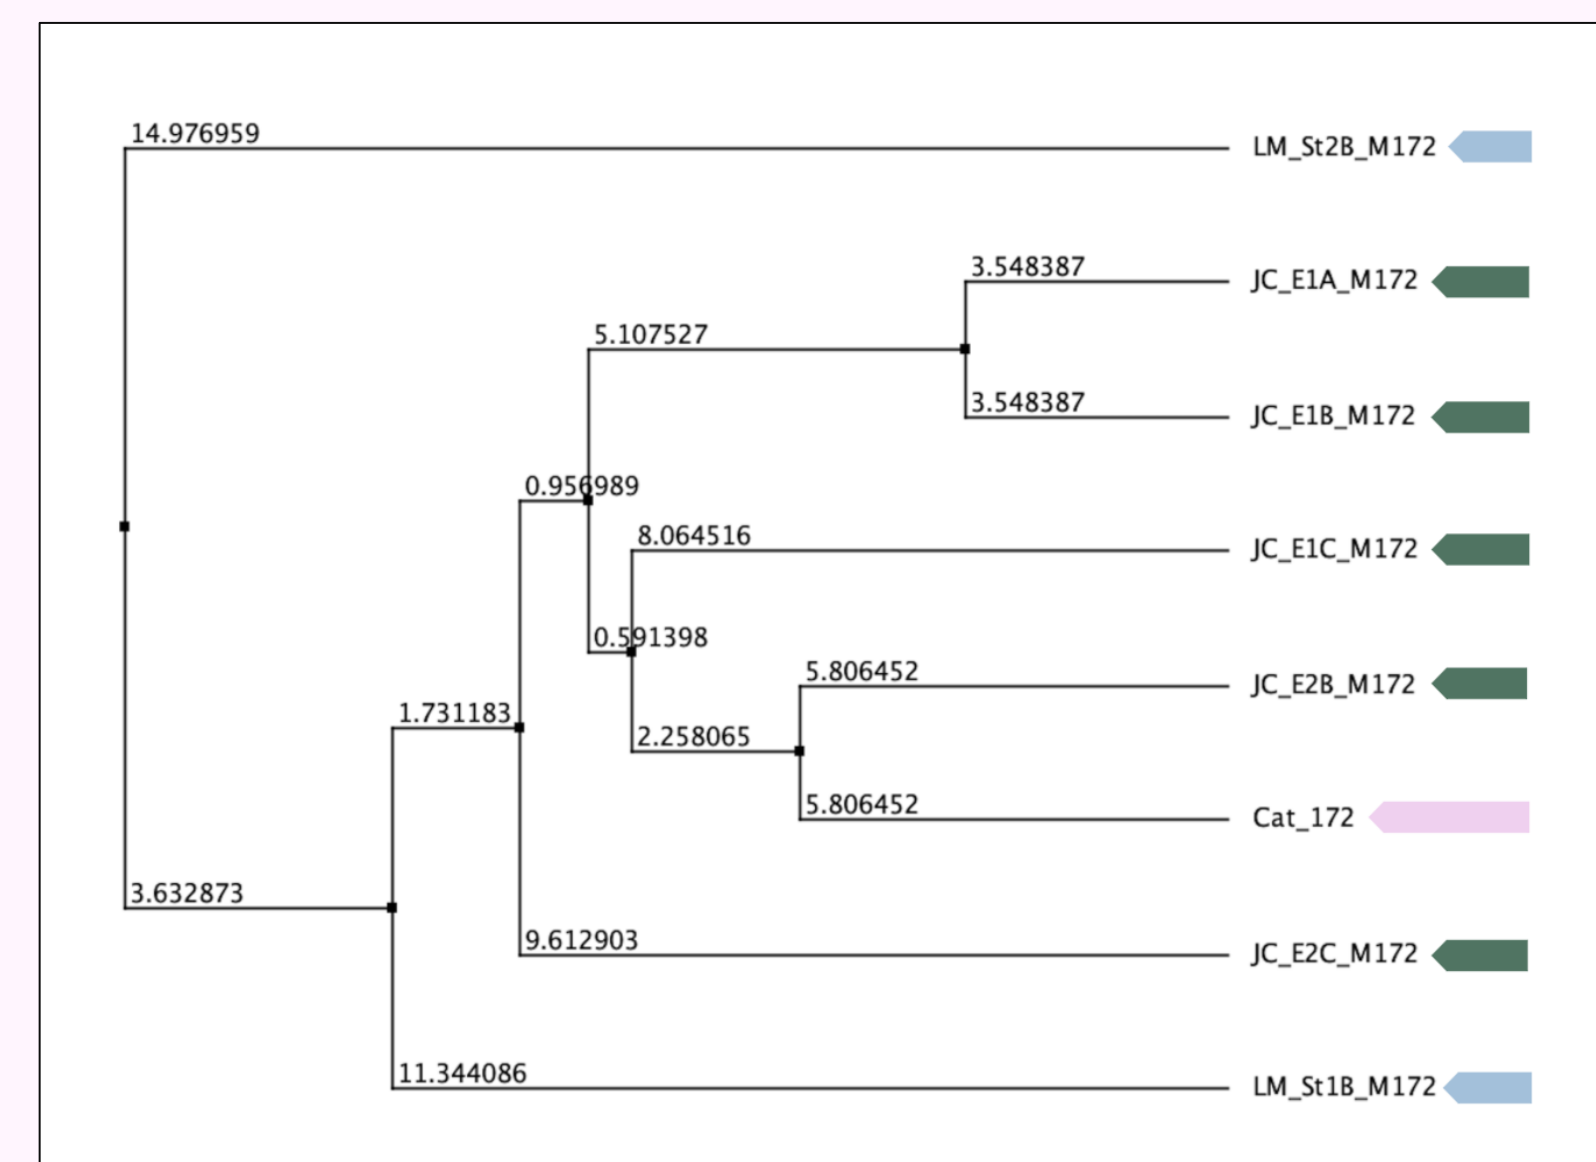 14.976959
LM_St2B_M172
3.548387
JC_E1A_M172
5.107527
3.548387
JC_E1B_M172
0.956989
8.064516
JC_E1C_M172
0.591398
5.806452
JC_E2B_M172
1.731183
2.258065
5.806452
Cat_172
3.632873
9.612903
JC_E2C_M172
11.344086
LM_St1B_M172